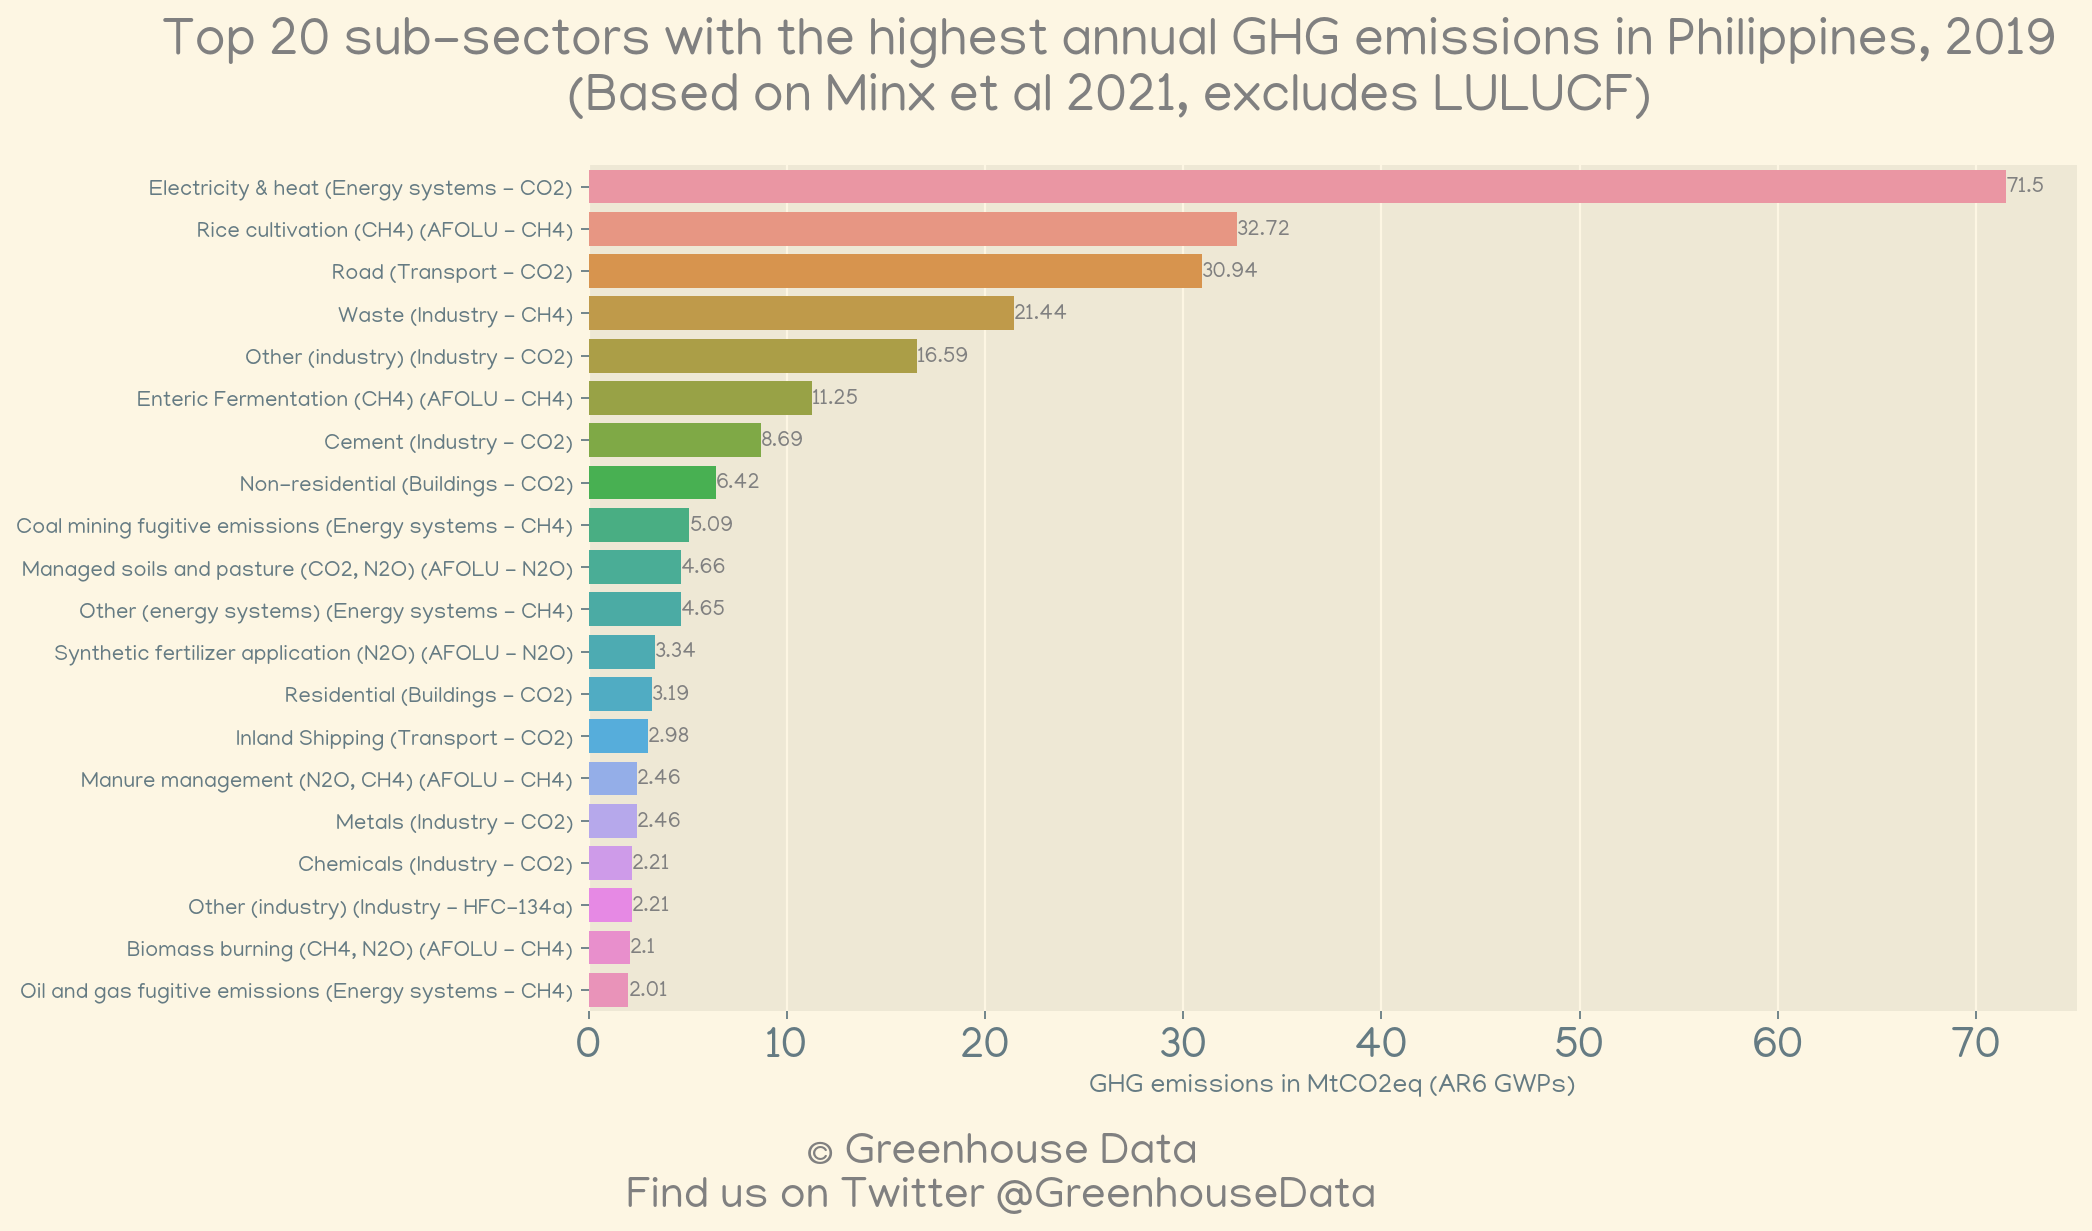 Top 20 sub-sectors with the highest annual GHG emissions in Philippines, 2019
(Based on Minx et al 2021, excludes LULUCF)
Electricity & heat (Energy systems - CO2) 71.5
Rice cultivation (CH4) (AFOLU - CH4) 32.72
Road (Transport - CO2) 30.94
Waste (Industry - CH4) 21.44
Other (industry) (Industry - CO2) 16.59
Enteric Fermentation (CH4) (AFOLU - CH4) 11.25
Cement (Industry - CO2) 8.69
Non-residential (Buildings - CO2) 6.42
Coal mining fugitive emissions (Energy systems - CH4) 5.09
Managed soils and pasture (CO2, N2O) (AFOLU - N2O) 4.66
Other (energy systems) (Energy systems - CH4) 4.65
Synthetic fertilizer application (N2O) (AFOLU - N2O) 3.34
Residential (Buildings - CO2) 3.19
Inland Shipping (Transport - CO2) 2.98
Manure management (N2O, CH4) (AFOLU - CH4) 2.46
Metals (Industry - CO2) 2.46
Chemicals (Industry - CO2) 2.21
Other (industry) (Industry - HFC-134a) 2.21
Biomass burning (CH4, N2O) (AFOLU - CH4) 2.1
Oil and gas fugitive emissions (Energy systems - CH4) 2.01
0 10 20 30 40 50 60 70
GHG emissions in MtCO2eq (AR6 GWPs)
© Greenhouse Data
Find us on Twitter @GreenhouseData